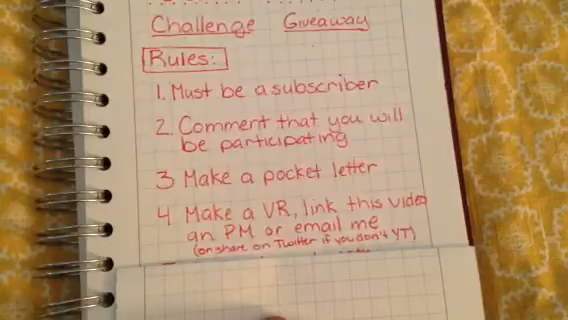 Challenge Giveaway
Rules:
1. Must be a subscriber
2. Comment that you will
be participating
3 Make a pocket letter
4 Make a VR, link this video
an PM or email me
(or share on Twitter if you don't YT)